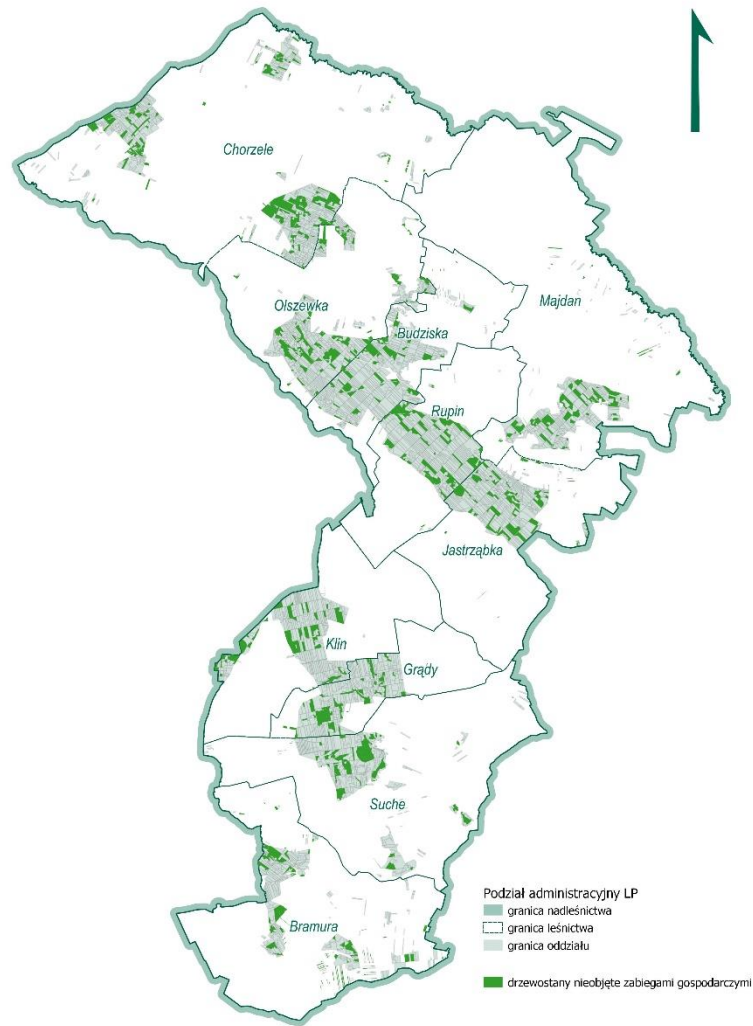 Chorzele
Olszewka
Majdan
Budziska
Rupin
Jastrząbka
Klin
Grądy
Suche
Bramura
Podział administracyjny LP
granica nadleśnictwa
granica leśnictwa
granica oddziału
drzewostany nieobjęte zabiegami gospodarczymi